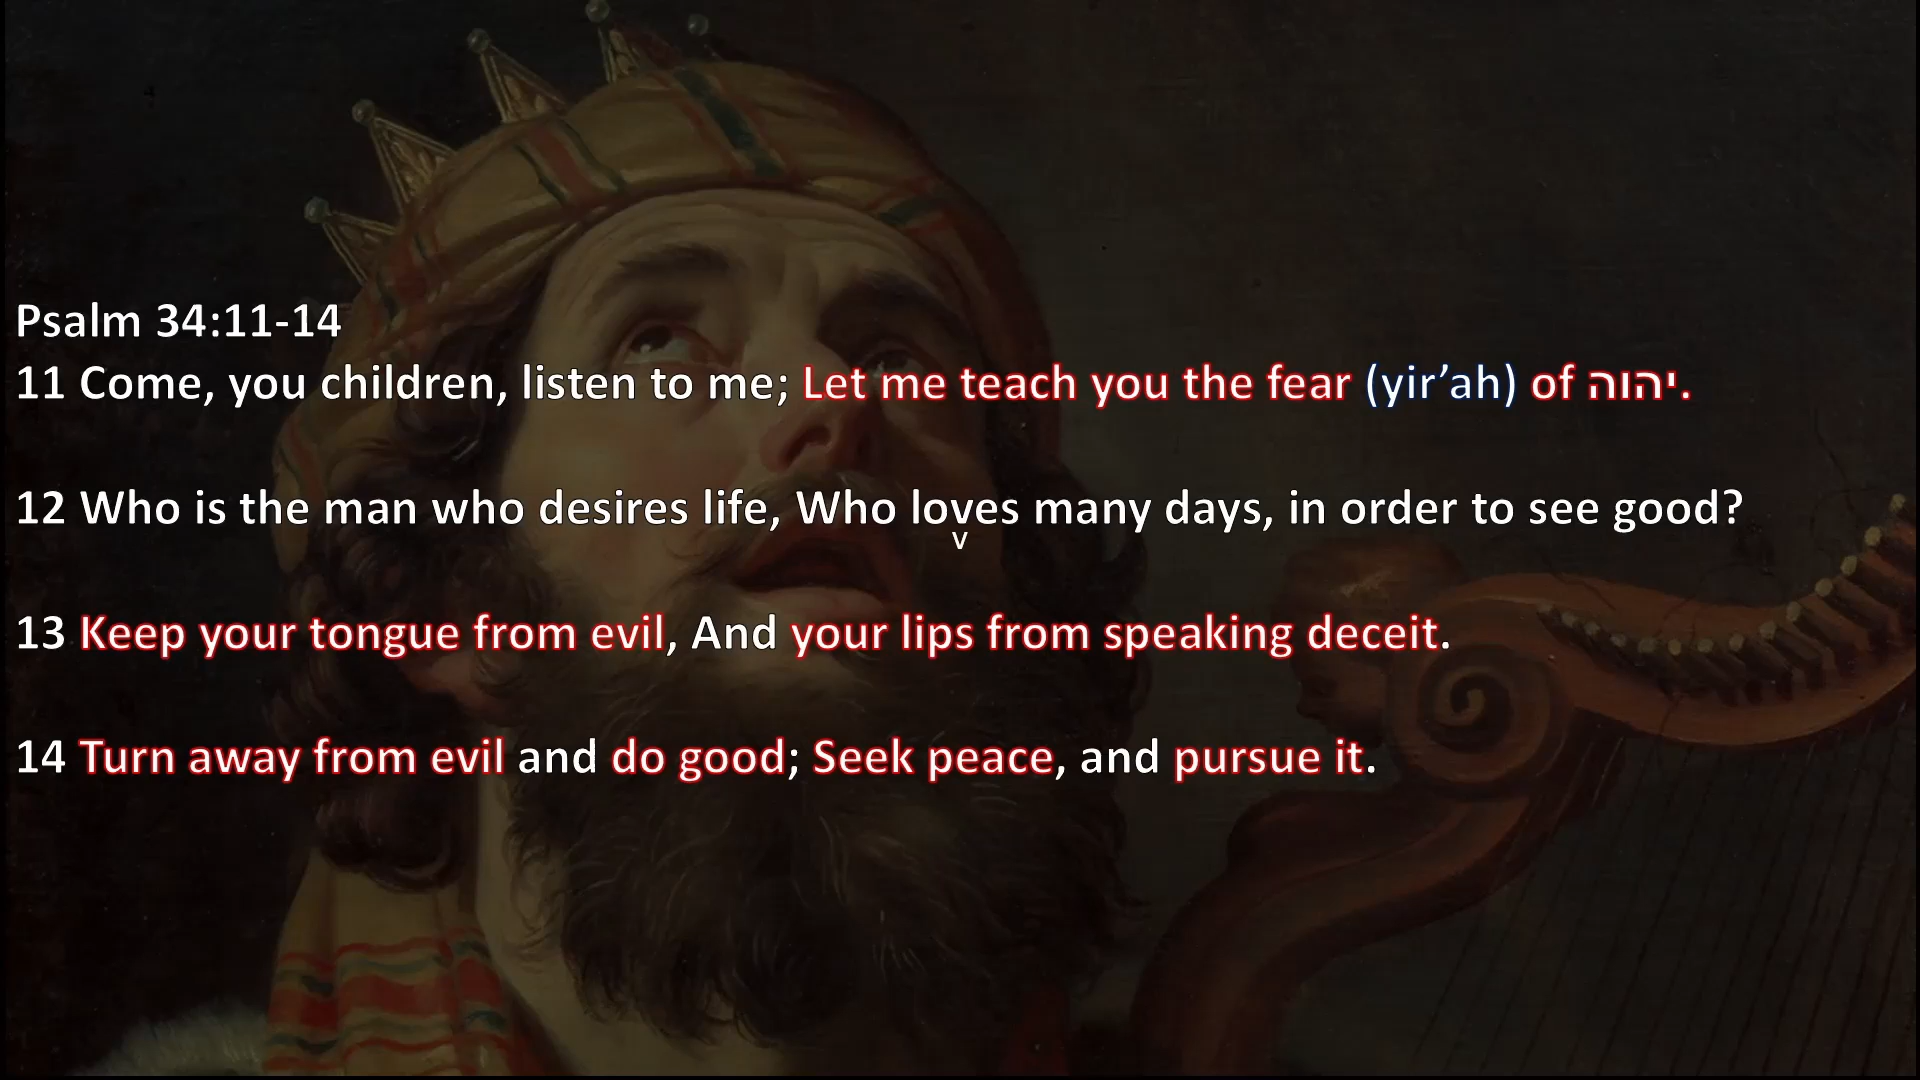 Psalm 34:11-14
11 Come, you children, listen to me; Let me teach you the fear (yir’ah) of יהוה.
12 Who is the man who desires life, Who loves many days, in order to see good?
v
13 Keep your tongue from evil, And your lips from speaking deceit.
14 Turn away from evil and do good; Seek peace, and pursue it.